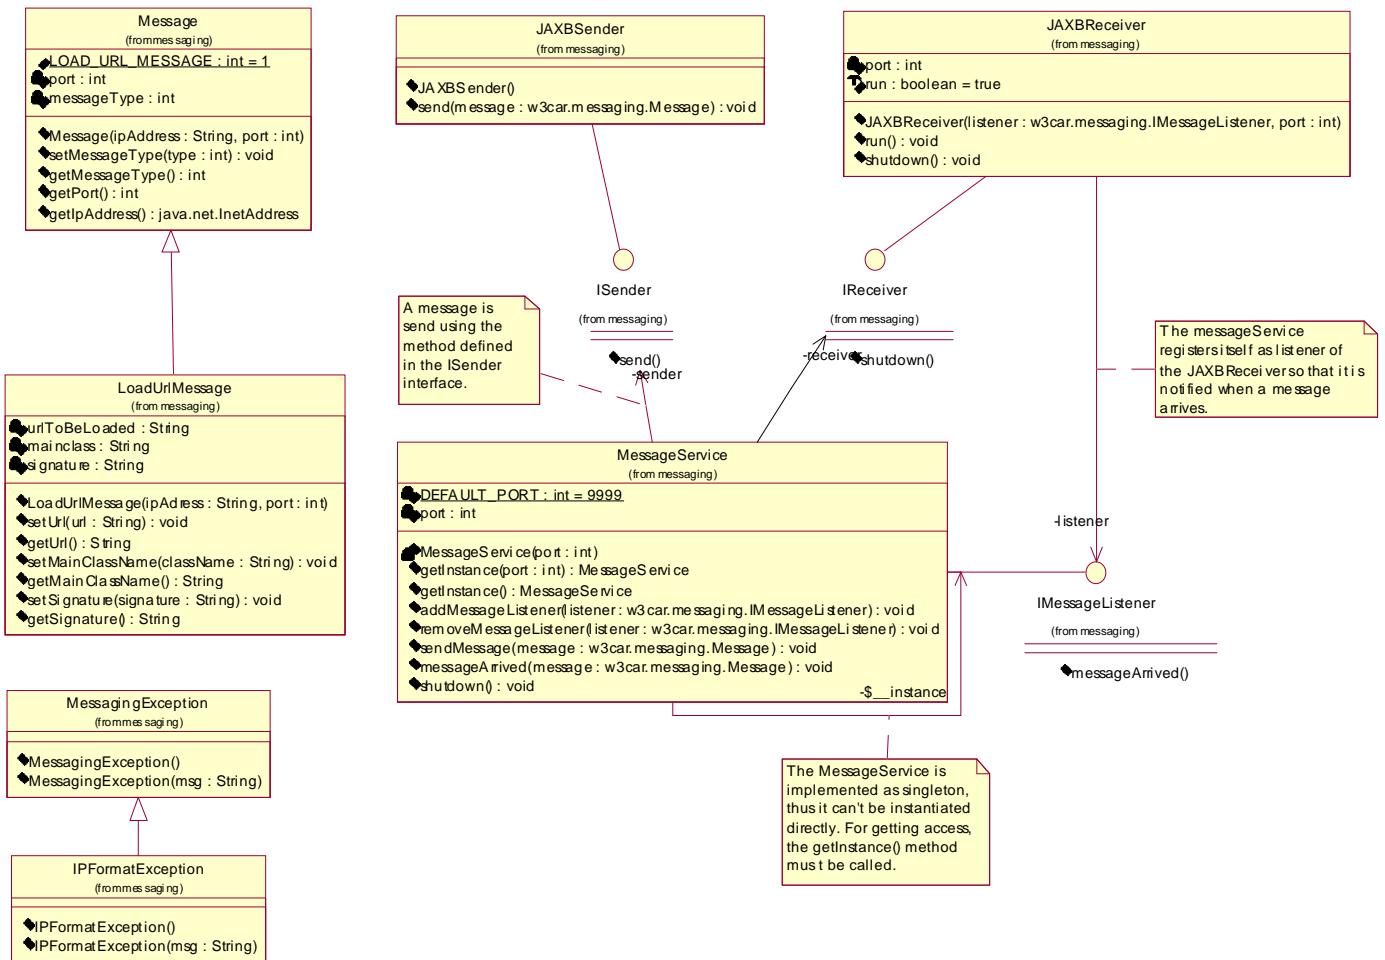 Message
(from messaging)
LOAD_URL_MESSAGE : int = 1
port : int
messageType : int
Message(ipAddress : String, port : int)
setMessageType(type : int) : void
getMessageType() : int
getPort() : int
getIpAddress() : java.net.InetAddress
JAXBSender
(from messaging)
JAXBSender()
send(message : w3car.messaging.Message) : void
JAXBReceiver
(from messaging)
port : int
run : boolean = true
JAXBReceiver(listener : w3car.messaging.IMessageListener, port : int)
run() : void
shutdown() : void
ISender
(from messaging)
send()
-sender
IReceiver
(from messaging)
-receiver
shutdown()
A message is
send using the
method defined
in the ISender
interface.
The messageService
registers itself as listener of
the JAXBReceiver so that it is
notified when a message
arrives.
LoadUrlMessage
(from messaging)
urlToBeLoaded : String
mainclass : String
signature : String
LoadUrlMessage(ipAdress : String, port : int)
setUrl(url : String) : void
getUrl() : String
setMainClassName(className : String) : void
getMainClassName() : String
setSignature(signature : String) : void
getSignature() : String
MessageService
(from messaging)
DEFAULT_PORT : int = 9999
port : int
MessageService(port : int)
getInstance(port : int) : MessageService
getInstance() : MessageService
addMessageListener(listener : w3car.messaging.IMessageListener) : void
removeMessageListener(listener : w3car.messaging.IMessageListener) : void
sendMessage(message : w3car.messaging.Message) : void
messageArrived(message : w3car.messaging.Message) : void
shutdown() : void
-$__instance
-listener
IMessageListener
(from messaging)
messageArrived()
MessagingException
(from messaging)
MessagingException()
MessagingException(msg : String)
The MessageService is
implemented as singleton,
thus it can't be instantiated
directly. For getting access,
the getInstance() method
must be called.
IPFormatException
(from messaging)
IPFormatException()
IPFormatException(msg : String)